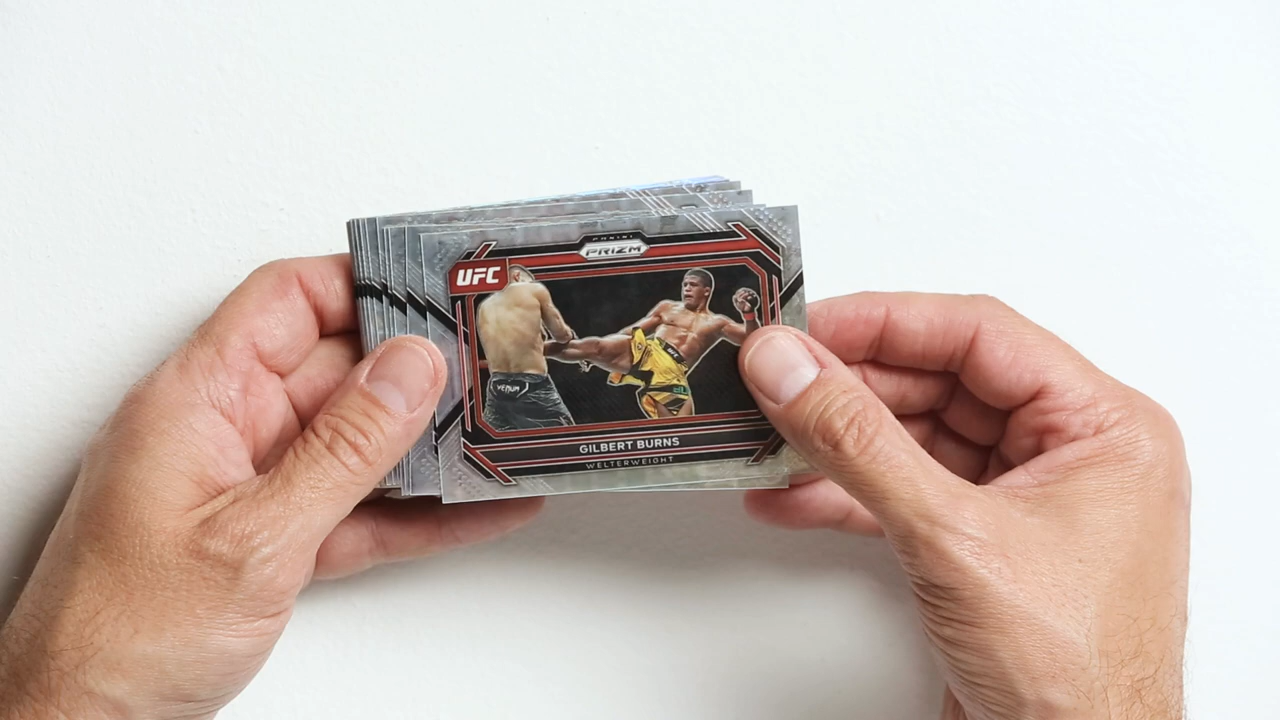 PANINI
PRIZM
UFC
VENUM
GILBERT BURNS
WELTERWEIGHT